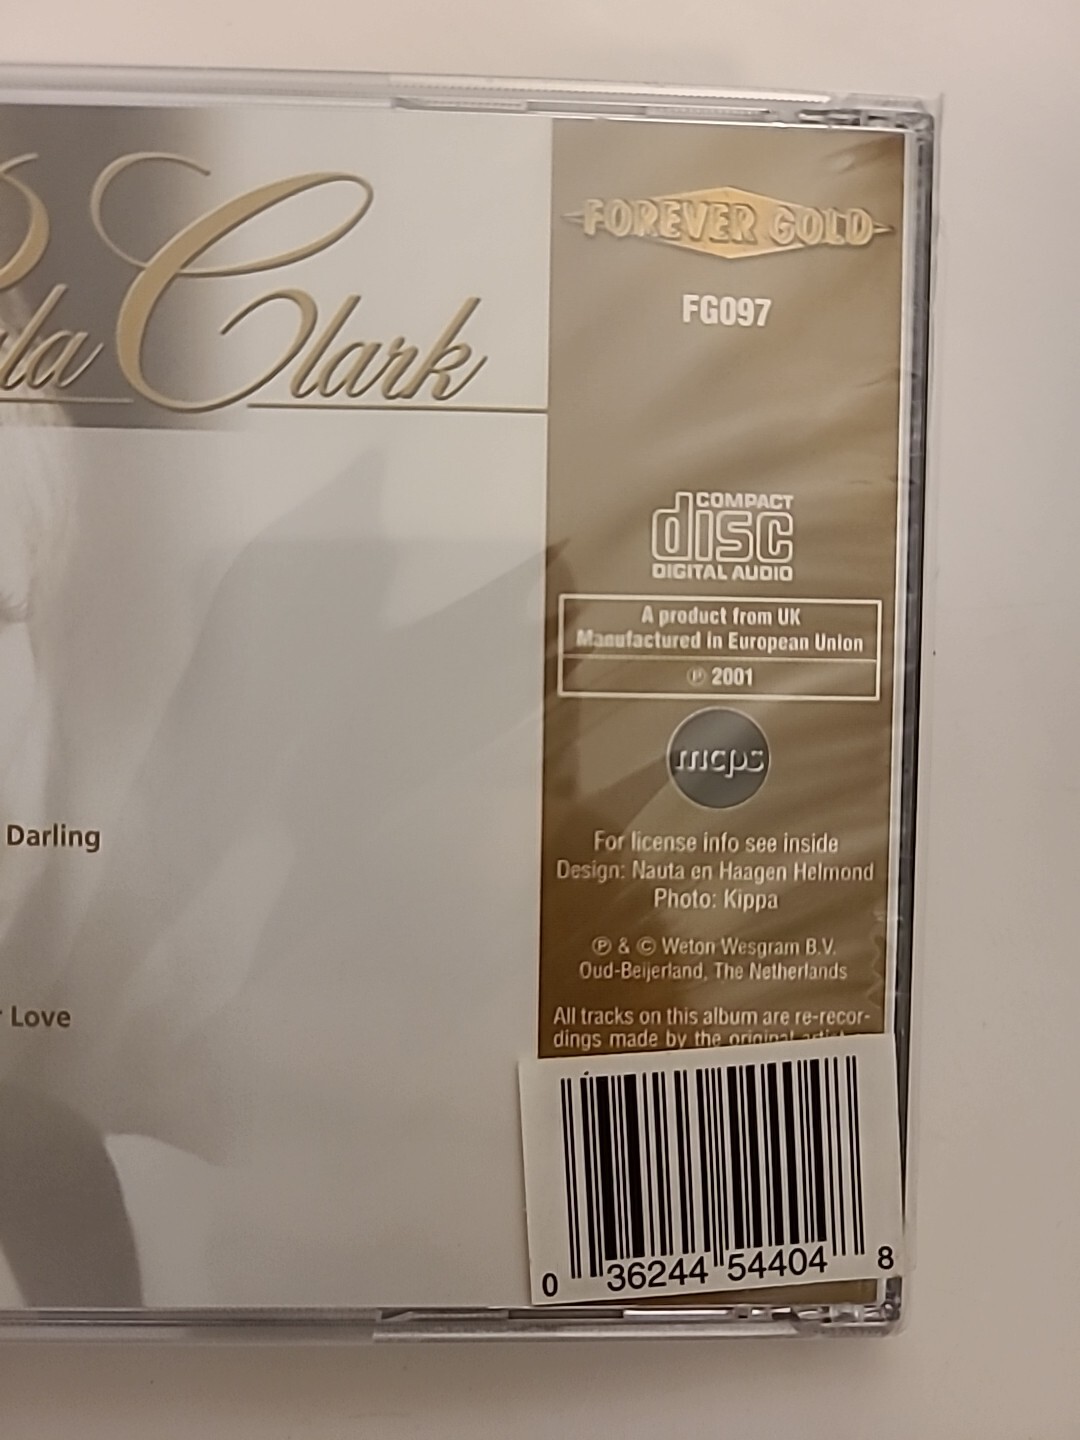 la Clark
FOREVER GOLD
FG097
COMPACT
disc
DIGITAL AUDIO
A product from UK
Manufactured in European Union
℗ 2001
mcps
Darling
For license info see inside
Design: Nauta en Haagen Helmond
Photo: Kippa
℗ & © Weton Wesgram B.V.
Oud-Beijerland, The Netherlands
Love
All tracks on this album are re-recor-
dings made by the original
0 36244 54404 8